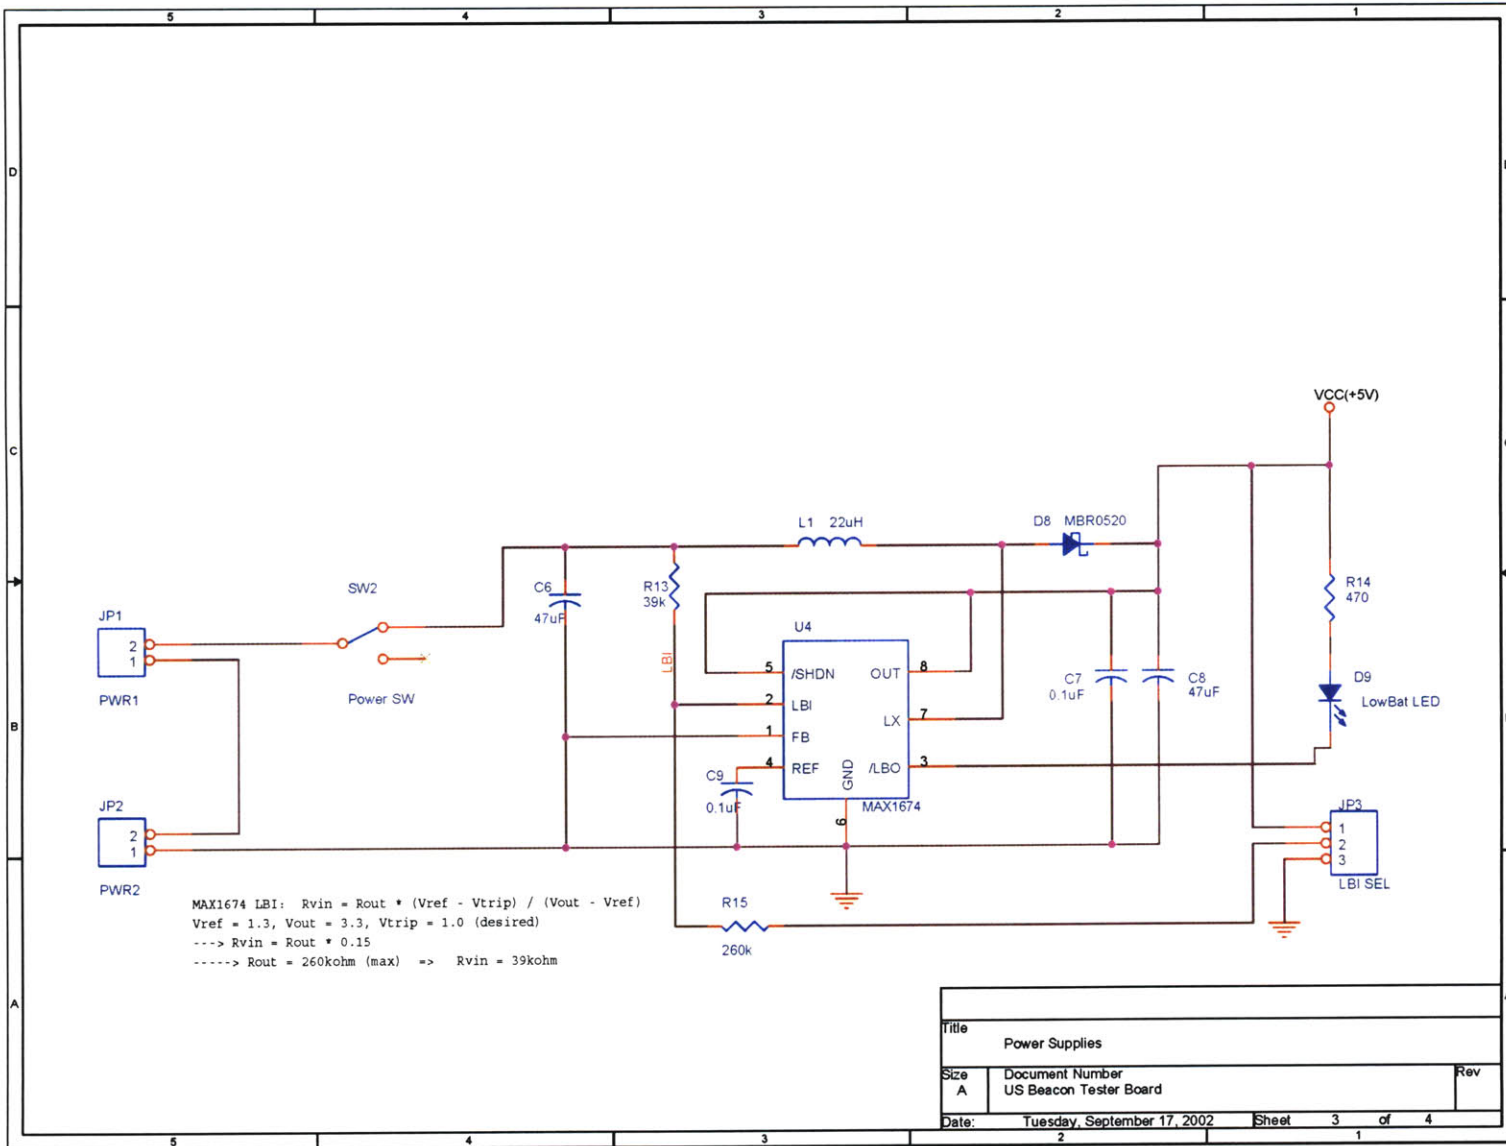 5 4 3 2 1
D
VCC(+5V)
C
L1 22uH
D8 MBR0520
SW2
C6
47uF
R13
39k
R14
470
JP1
2
1
PWR1
Power SW
LBI
U4
5 /SHDN OUT 8
2 LBI
LX 7
1 FB
4 REF
GND
/LBO 3
6
MAX1674
C7
0.1uF
C8
47uF
D9
LowBat LED
B
C9
0.1uF
JP2
2
1
PWR2
JP3
1
2
3
LBI SEL
R15
260k
MAX1674 LBI: Rvin = Rout * (Vref - Vtrip) / (Vout - Vref)
Vref = 1.3, Vout = 3.3, Vtrip = 1.0 (desired)
---> Rvin = Rout * 0.15
-----> Rout = 260kohm (max) => Rvin = 39kohm
A
Title
Power Supplies
Size
A
Document Number
US Beacon Tester Board
Rev
Date: Tuesday, September 17, 2002 Sheet 3 of 4
5 4 3 2 1